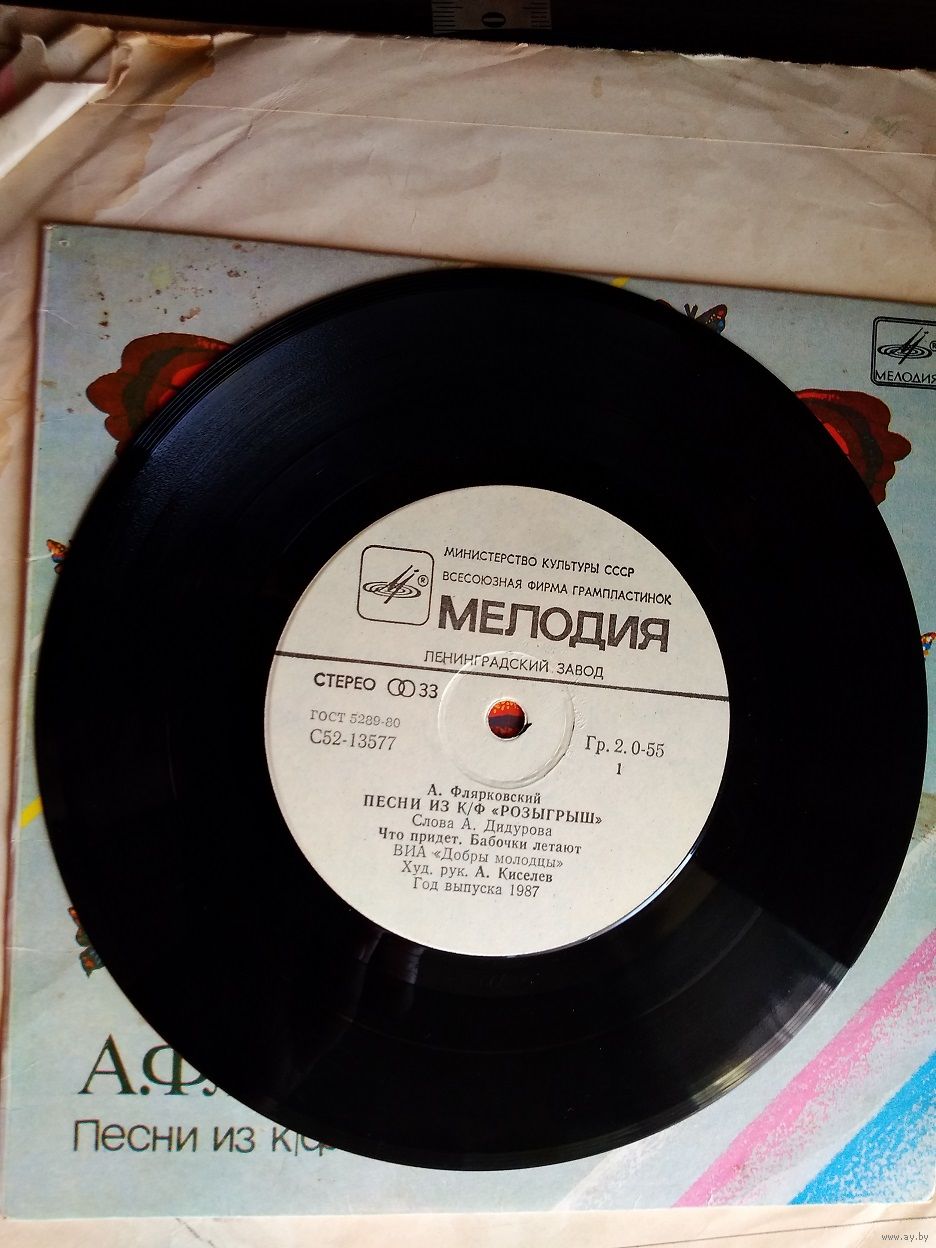 0
МЕЛОДИЯ
МИНИСТЕРСТВО КУЛЬТУРЫ СССР
ВСЕСОЮЗНАЯ ФИРМА ГРАМПЛАСТИНОК
®
МЕЛОДИЯ
ЛЕНИНГРАДСКИЙ ЗАВОД
СТЕРЕО 33
ГОСТ 5289-80
С52-13577
Гр. 2. 0-55
1
А. Флярковский
ПЕСНИ ИЗ К/Ф «РОЗЫГРЫШ»
Слова А. Дидурова
Что придет. Бабочки летают
ВИА «Добры молодцы»
Худ. рук. А. Киселев
Год выпуска 1987
А.Фл
Песни из к/ф
www.ay.by